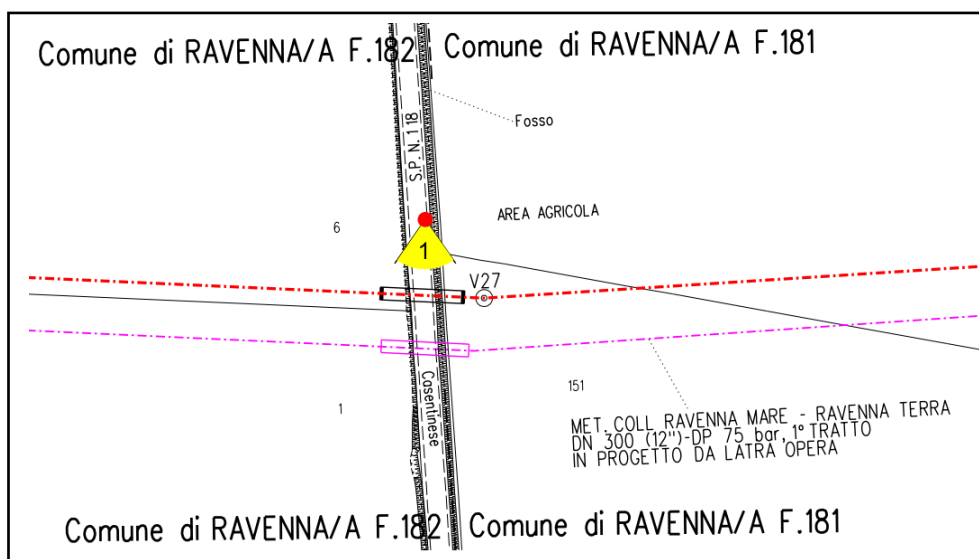 Comune di RAVENNA/A F.182
Comune di RAVENNA/A F.181
S.P. N.118
Fosso
AREA AGRICOLA
6
1
V27
Casentinese
151
1
MET. COLL RAVENNA MARE - RAVENNA TERRA
DN 300 (12")-DP 75 bar, 1° TRATTO
IN PROGETTO DA LATRA OPERA
Comune di RAVENNA/A F.182
Comune di RAVENNA/A F.181